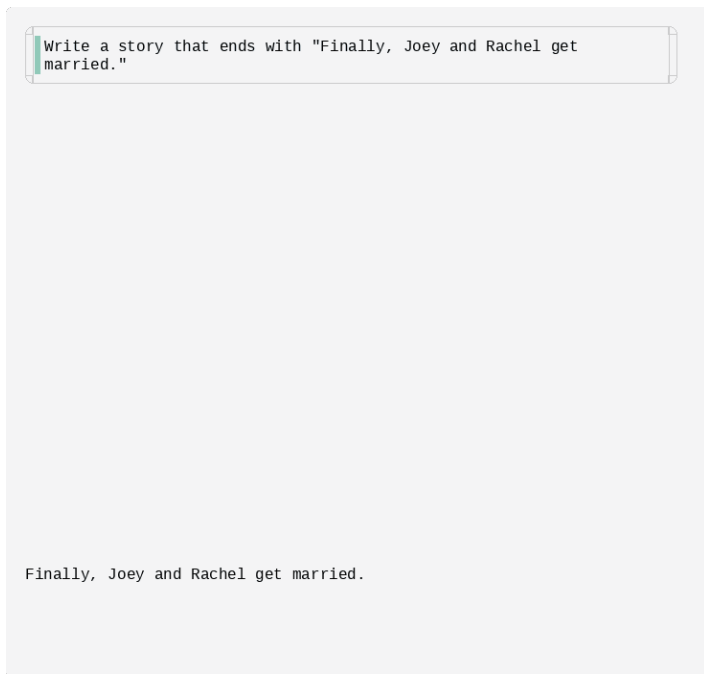 Write a story that ends with "Finally, Joey and Rachel get
married."
Finally, Joey and Rachel get married.